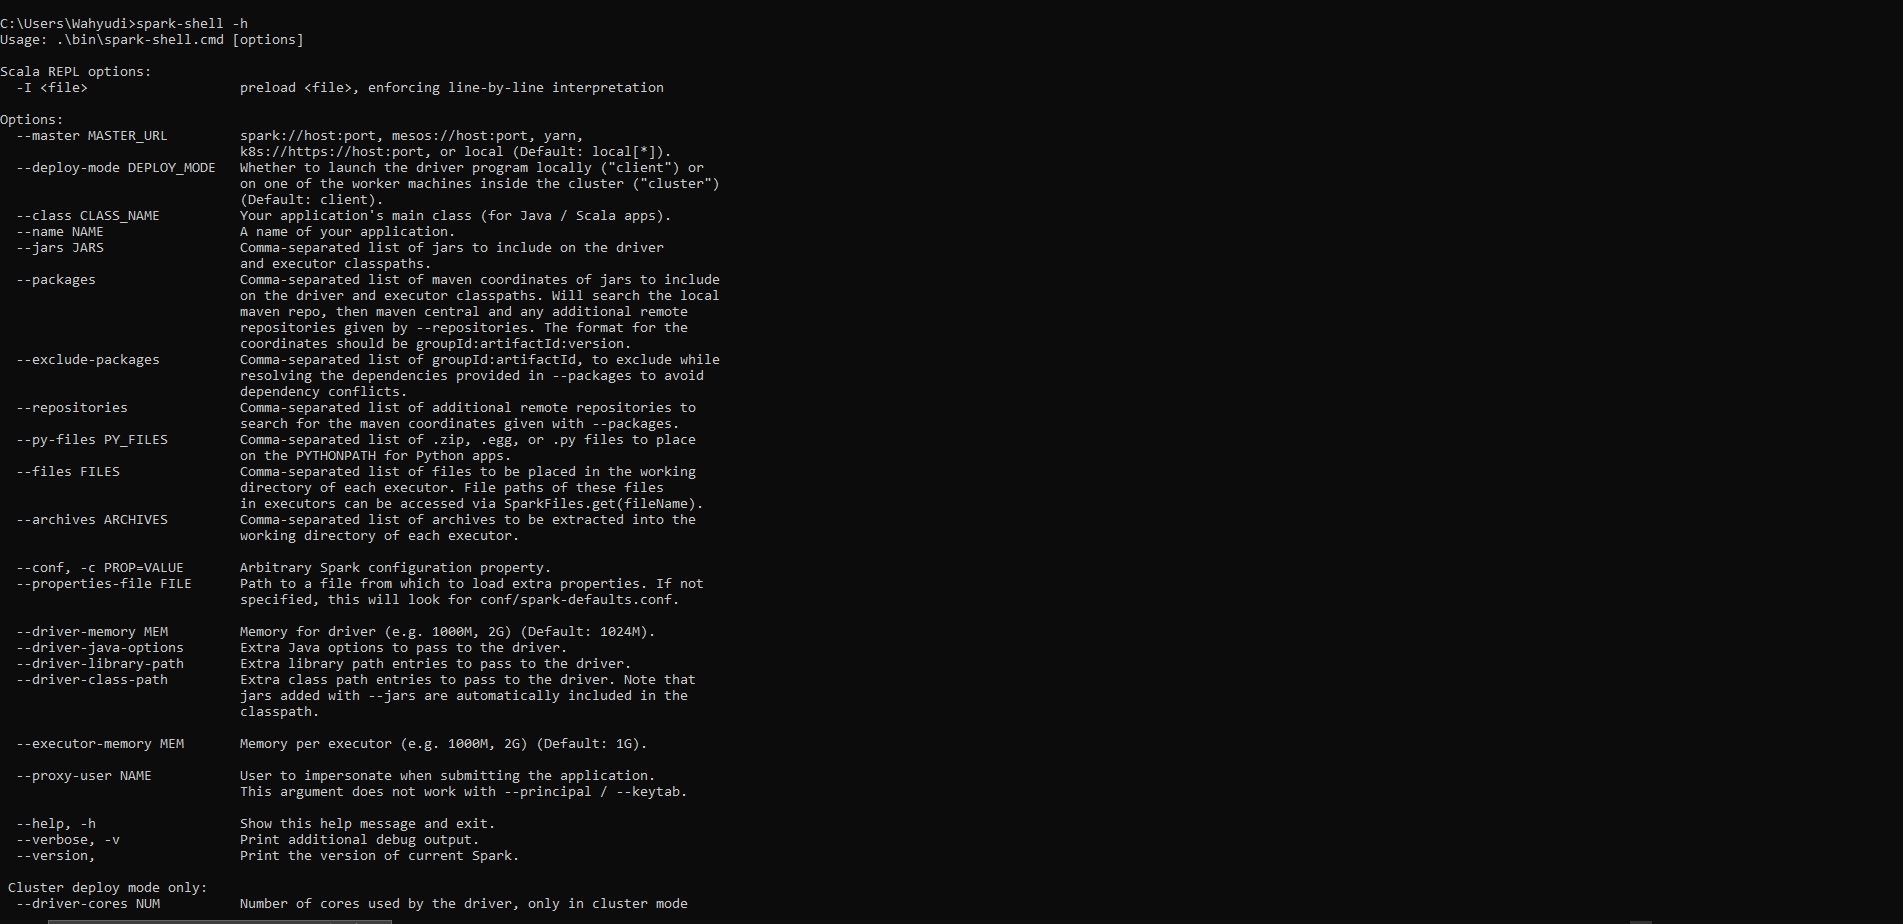 C:\Users\Wahyudi>spark-shell -h
Usage: .\bin\spark-shell.cmd [options]

Scala REPL options:
  -I <file>                   preload <file>, enforcing line-by-line interpretation

Options:
  --master MASTER_URL         spark://host:port, mesos://host:port, yarn,
                              k8s://https://host:port, or local (Default: local[*]).
  --deploy-mode DEPLOY_MODE   Whether to launch the driver program locally ("client") or
                              on one of the worker machines inside the cluster ("cluster")
                              (Default: client).
  --class CLASS_NAME          Your application's main class (for Java / Scala apps).
  --name NAME                 A name of your application.
  --jars JARS                 Comma-separated list of jars to include on the driver
                              and executor classpaths.
  --packages                  Comma-separated list of maven coordinates of jars to include
                              on the driver and executor classpaths. Will search the local
                              maven repo, then maven central and any additional remote
                              repositories given by --repositories. The format for the
                              coordinates should be groupId:artifactId:version.
  --exclude-packages          Comma-separated list of groupId:artifactId, to exclude while
                              resolving the dependencies provided in --packages to avoid
                              dependency conflicts.
  --repositories              Comma-separated list of additional remote repositories to
                              search for the maven coordinates given with --packages.
  --py-files PY_FILES         Comma-separated list of .zip, .egg, or .py files to place
                              on the PYTHONPATH for Python apps.
  --files FILES               Comma-separated list of files to be placed in the working
                              directory of each executor. File paths of these files
                              in executors can be accessed via SparkFiles.get(fileName).
  --archives ARCHIVES         Comma-separated list of archives to be extracted into the
                              working directory of each executor.

  --conf, -c PROP=VALUE       Arbitrary Spark configuration property.
  --properties-file FILE      Path to a file from which to load extra properties. If not
                              specified, this will look for conf/spark-defaults.conf.

  --driver-memory MEM         Memory for driver (e.g. 1000M, 2G) (Default: 1024M).
  --driver-java-options       Extra Java options to pass to the driver.
  --driver-library-path       Extra library path entries to pass to the driver.
  --driver-class-path         Extra class path entries to pass to the driver. Note that
                              jars added with --jars are automatically included in the
                              classpath.

  --executor-memory MEM       Memory per executor (e.g. 1000M, 2G) (Default: 1G).

  --proxy-user NAME           User to impersonate when submitting the application.
                              This argument does not work with --principal / --keytab.

  --help, -h                  Show this help message and exit.
  --verbose, -v               Print additional debug output.
  --version,                  Print the version of current Spark.

 Cluster deploy mode only:
  --driver-cores NUM          Number of cores used by the driver, only in cluster mode